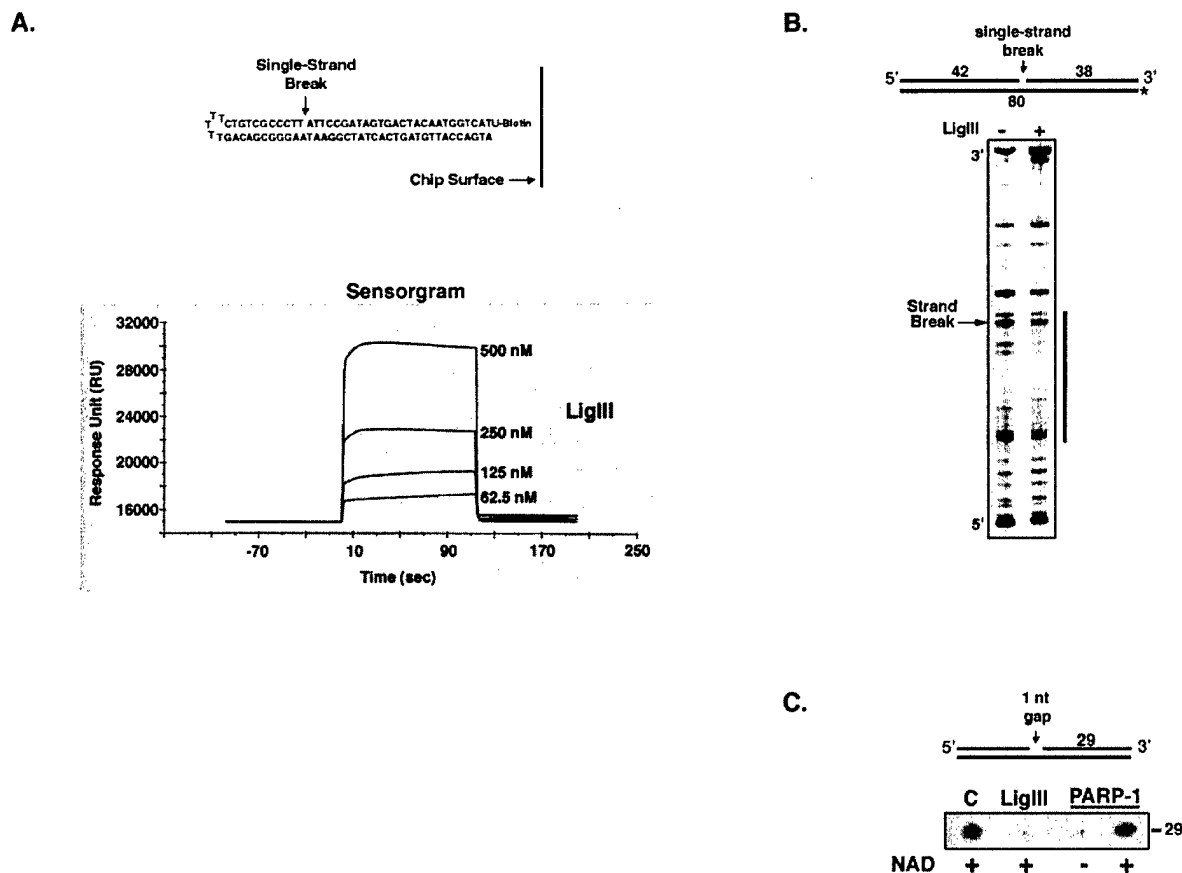 A.
Single-Strand
Break
T T T CTGTCGCCCTT ATTCCGATAGTGACTACAATGGTCATU-Biotin
T TGACAGCGGGAATAAGGCTATCACTGATGTTACCAGTA
Chip Surface
Sensorgram
Response Unit (RU)
32000
28000
24000
20000
16000
500 nM
250 nM
125 nM
62.5 nM
LigIII
-70
10
90
170
250
Time (sec)
B.
single-strand
break
5' 42 38 3'
80 *
LigIII - +
3'
Strand
Break
5'
C.
1 nt
gap
5' 29 3'
C LigIII PARP-1
29
NAD + + - +